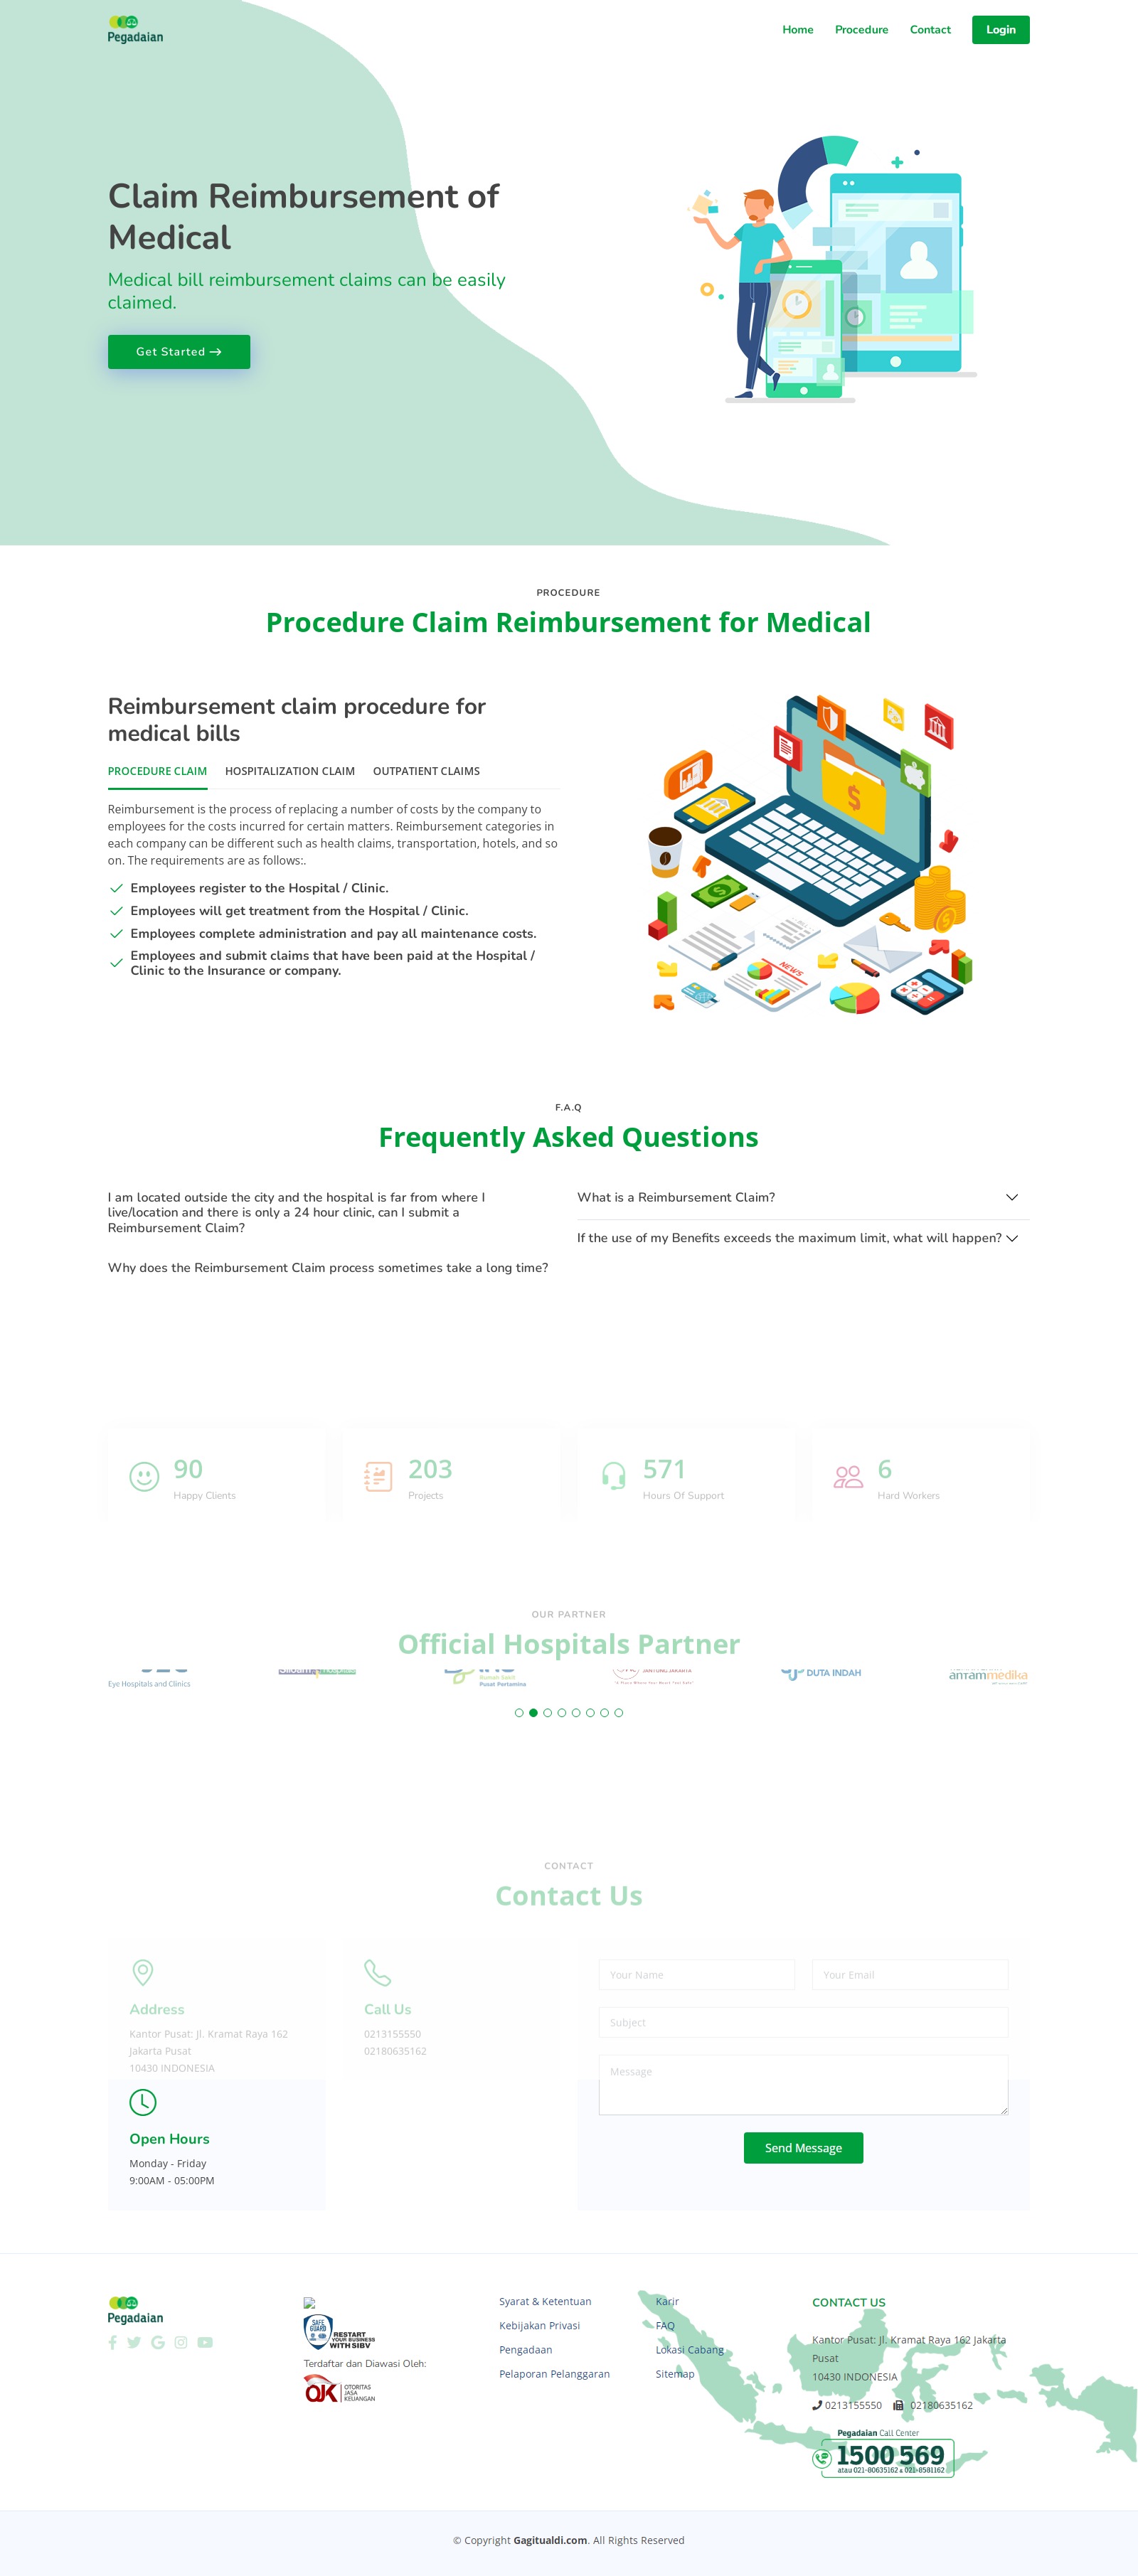 Pegadaian
Home
Procedure
Contact
Login
Claim Reimbursement of
Medical
Medical bill reimbursement claims can be easily
claimed.
Get Started →
PROCEDURE
Procedure Claim Reimbursement for Medical
Reimbursement claim procedure for
medical bills
PROCEDURE CLAIM
HOSPITALIZATION CLAIM
OUTPATIENT CLAIMS
Reimbursement is the process of replacing a number of costs by the company to
employees for the costs incurred for certain matters. Reimbursement categories in
each company can be different such as health claims, transportation, hotels, and so
on. The requirements are as follows:.
Employees register to the Hospital / Clinic.
Employees will get treatment from the Hospital / Clinic.
Employees complete administration and pay all maintenance costs.
Employees and submit claims that have been paid at the Hospital /
Clinic to the Insurance or company.
NEWS
F.A.Q
Frequently Asked Questions
I am located outside the city and the hospital is far from where I
live/location and there is only a 24 hour clinic, can I submit a
Reimbursement Claim?
Why does the Reimbursement Claim process sometimes take a long time?
What is a Reimbursement Claim?
If the use of my Benefits exceeds the maximum limit, what will happen?
90
Happy Clients
203
Projects
571
Hours Of Support
6
Hard Workers
OUR PARTNER
Official Hospitals Partner
Eye Hospitals and Clinics
Rumah Sakit
Pusat Pertamina
JANTUNG JAKARTA
DUTA INDAH
antam medika
CONTACT
Contact Us
Address
Kantor Pusat: Jl. Kramat Raya 162
Jakarta Pusat
10430 INDONESIA
Call Us
0213155550
02180635162
Open Hours
Monday - Friday
9:00AM - 05:00PM
Your Name
Your Email
Subject
Message
Send Message
Pegadaian
SAFE
GUARD
RESTART
YOUR BUSINESS
WITH SIBV
Terdaftar dan Diawasi Oleh:
OJK
OTORITAS
JASA
KEUANGAN
Syarat & Ketentuan
Kebijakan Privasi
Pengadaan
Pelaporan Pelanggaran
Karir
FAQ
Lokasi Cabang
Sitemap
CONTACT US
Kantor Pusat: Jl. Kramat Raya 162 Jakarta
Pusat
10430 INDONESIA
0213155550
02180635162
Pegadaian Call Center
1500 569
atau 021-80635162 & 021-8581162
© Copyright Gagitualdi.com. All Rights Reserved